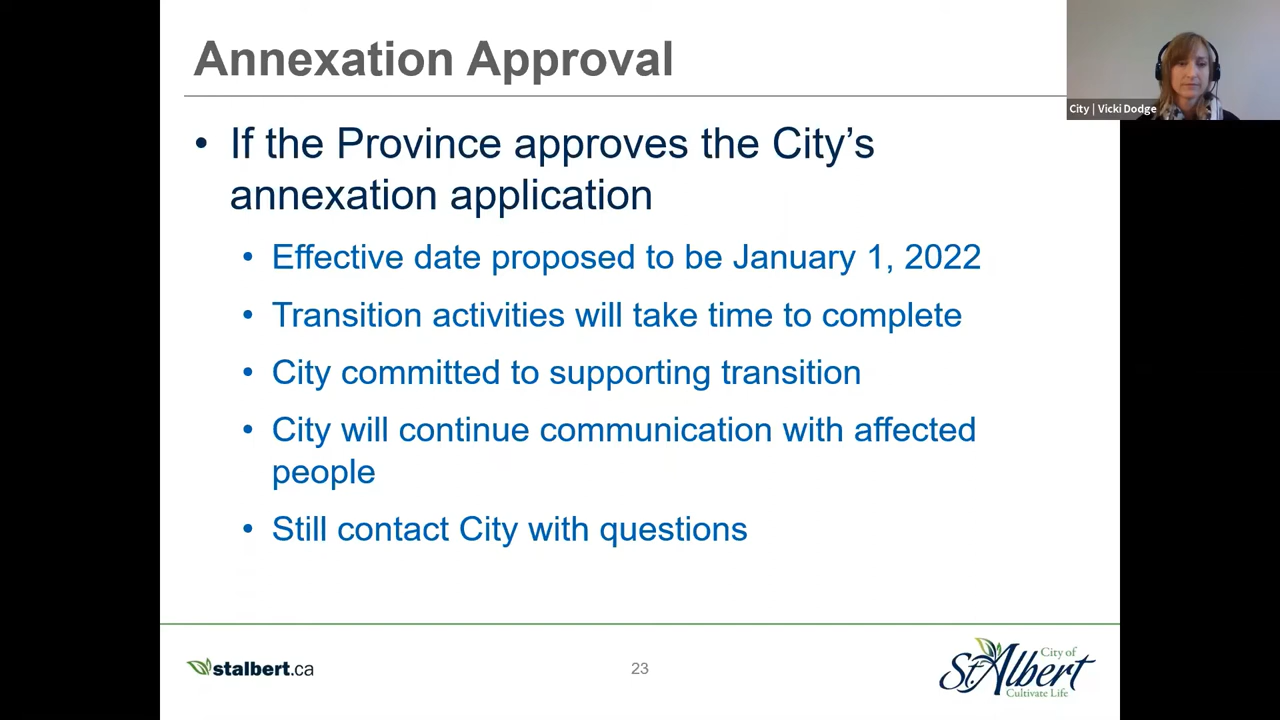 Annexation Approval
City | Vicki Dodge
• If the Province approves the City’s
annexation application
• Effective date proposed to be January 1, 2022
• Transition activities will take time to complete
• City committed to supporting transition
• City will continue communication with affected
people
• Still contact City with questions
stalbert.ca
23
City of
St. Albert
Cultivate Life